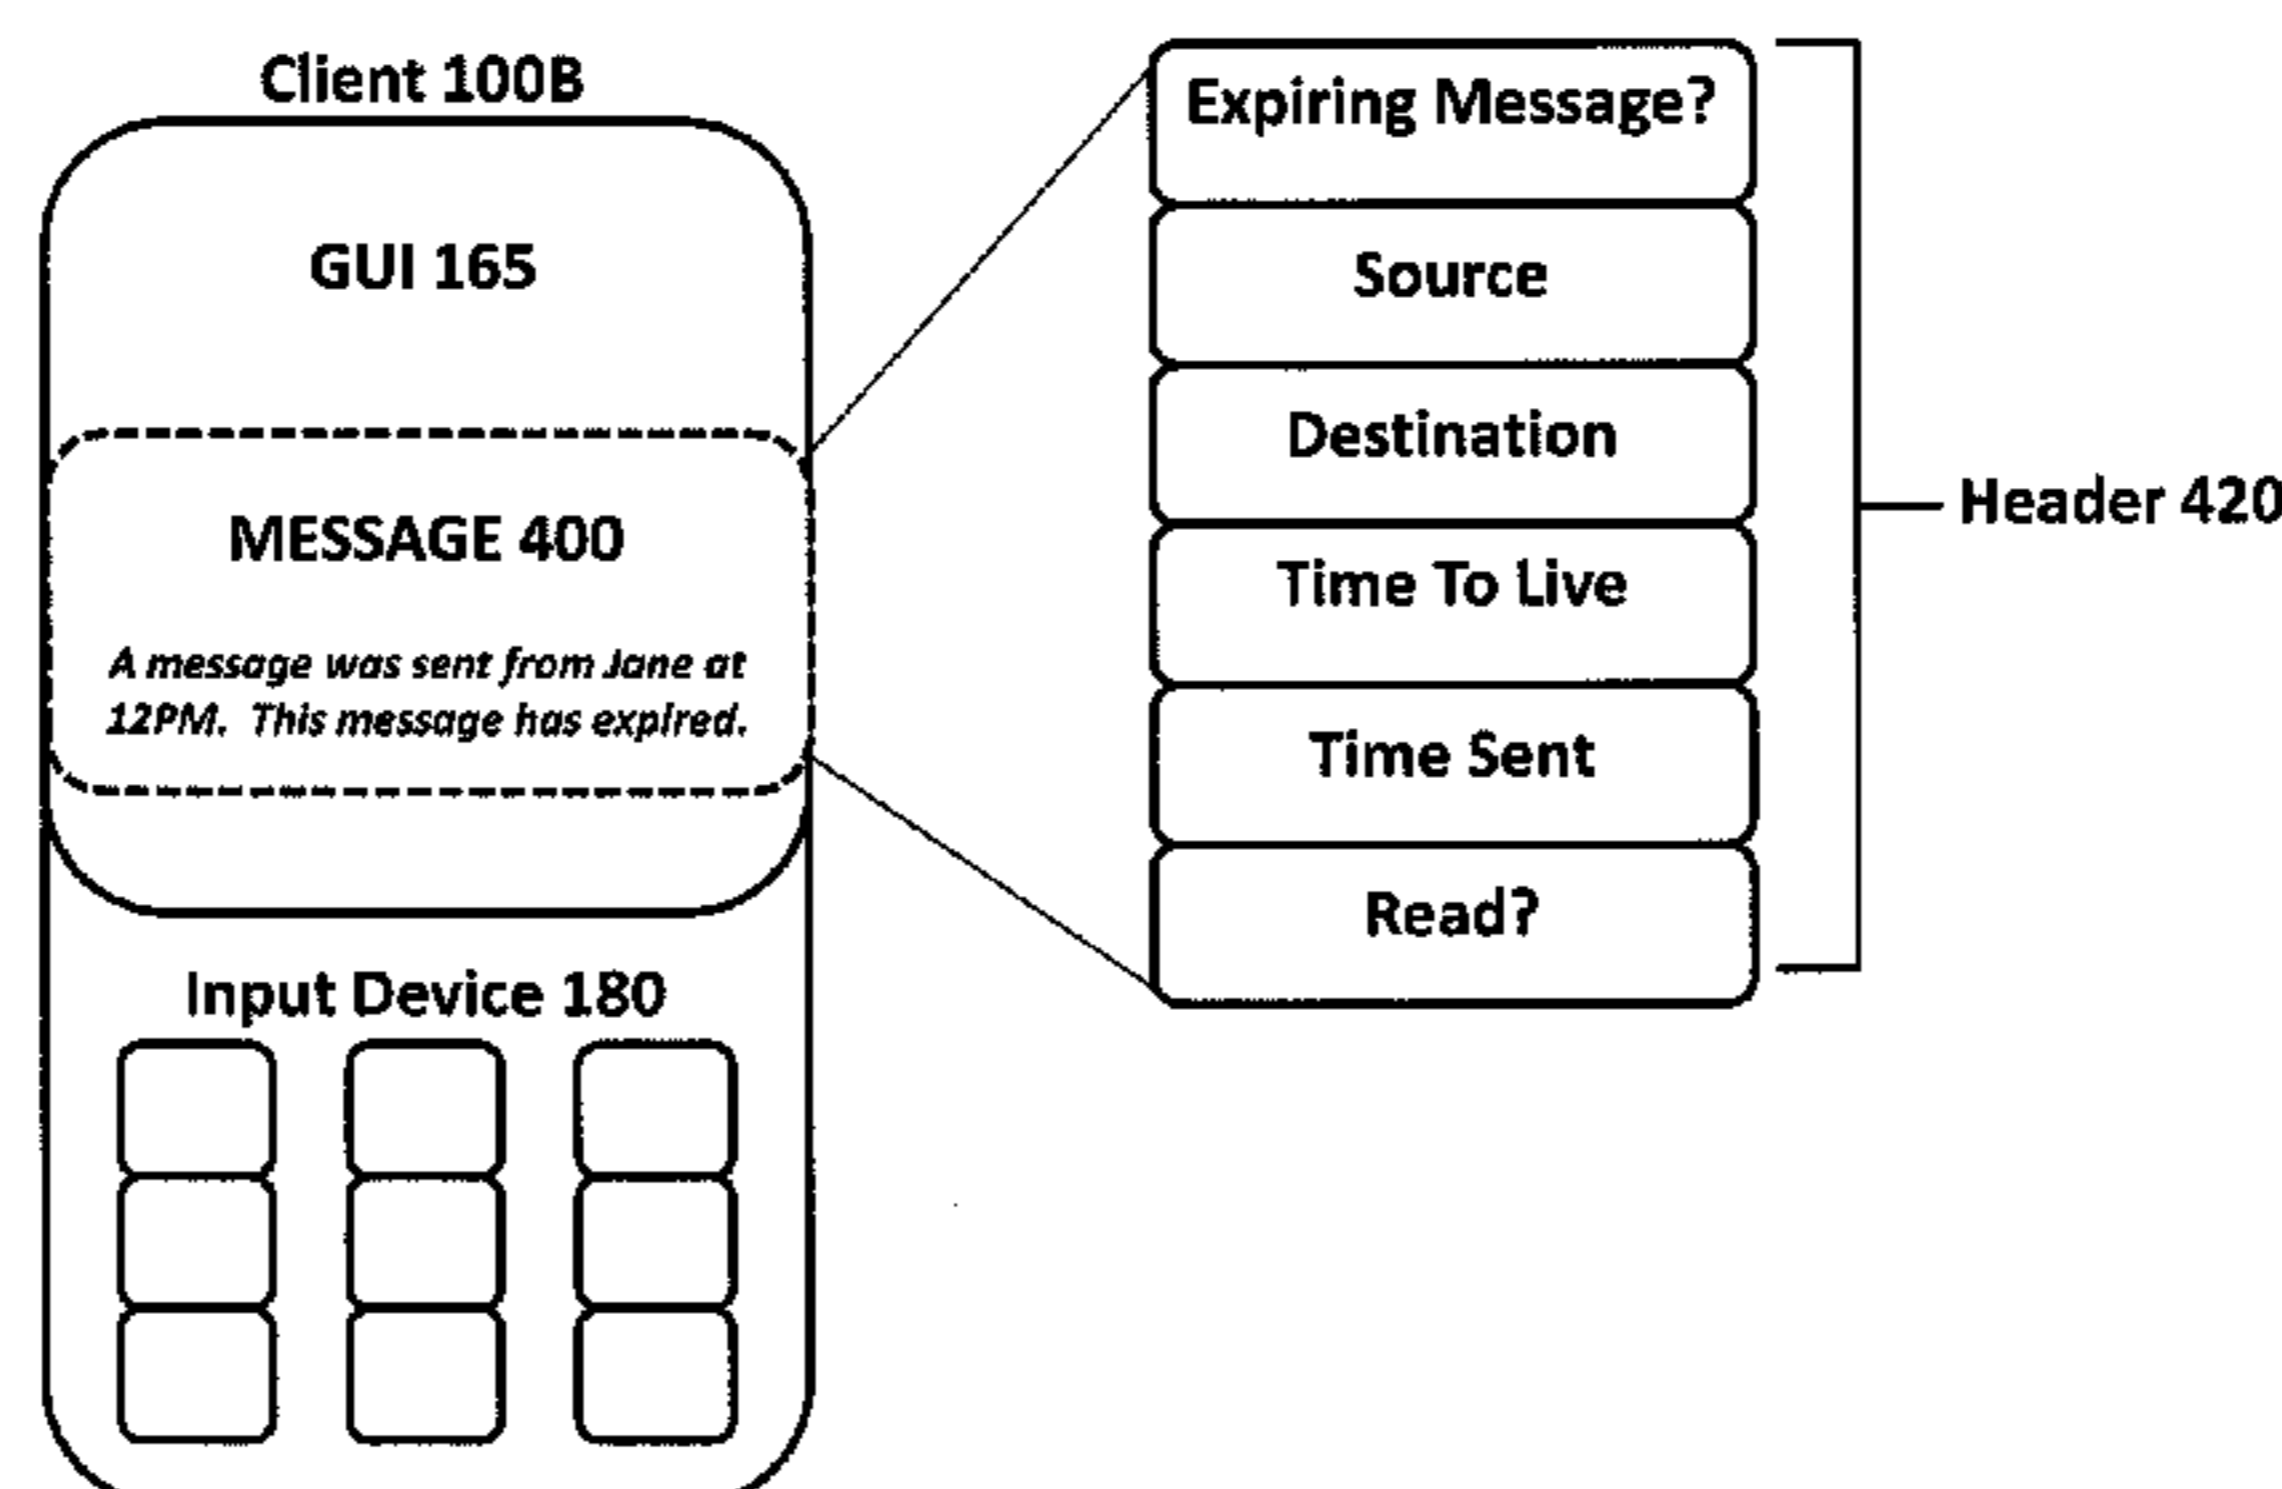 Client 100B
GUI 165
MESSAGE 400
A message was sent from Jane at
12PM.  This message has expired.
Input Device 180
Expiring Message?
Source
Destination
Time To Live
Time Sent
Read?
Header 420